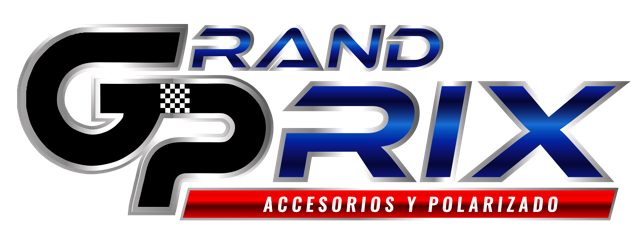 GRAND
PRIX
ACCESORIOS Y POLARIZADO